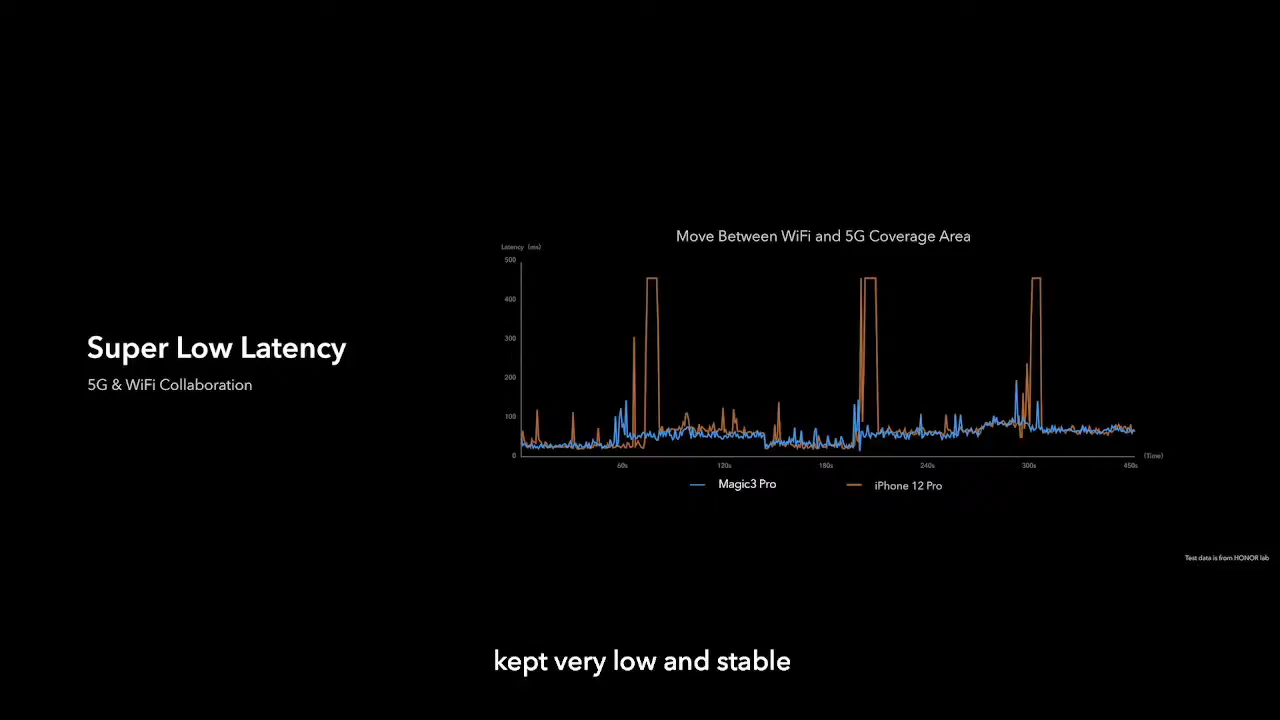 Move Between WiFi and 5G Coverage Area
Latency (ms)
500
400
300
200
100
0
60s
120s
180s
240s
300s
450s
(Time)
Magic3 Pro
iPhone 12 Pro
Super Low Latency
5G & WiFi Collaboration
Test data is from HONOR lab
kept very low and stable